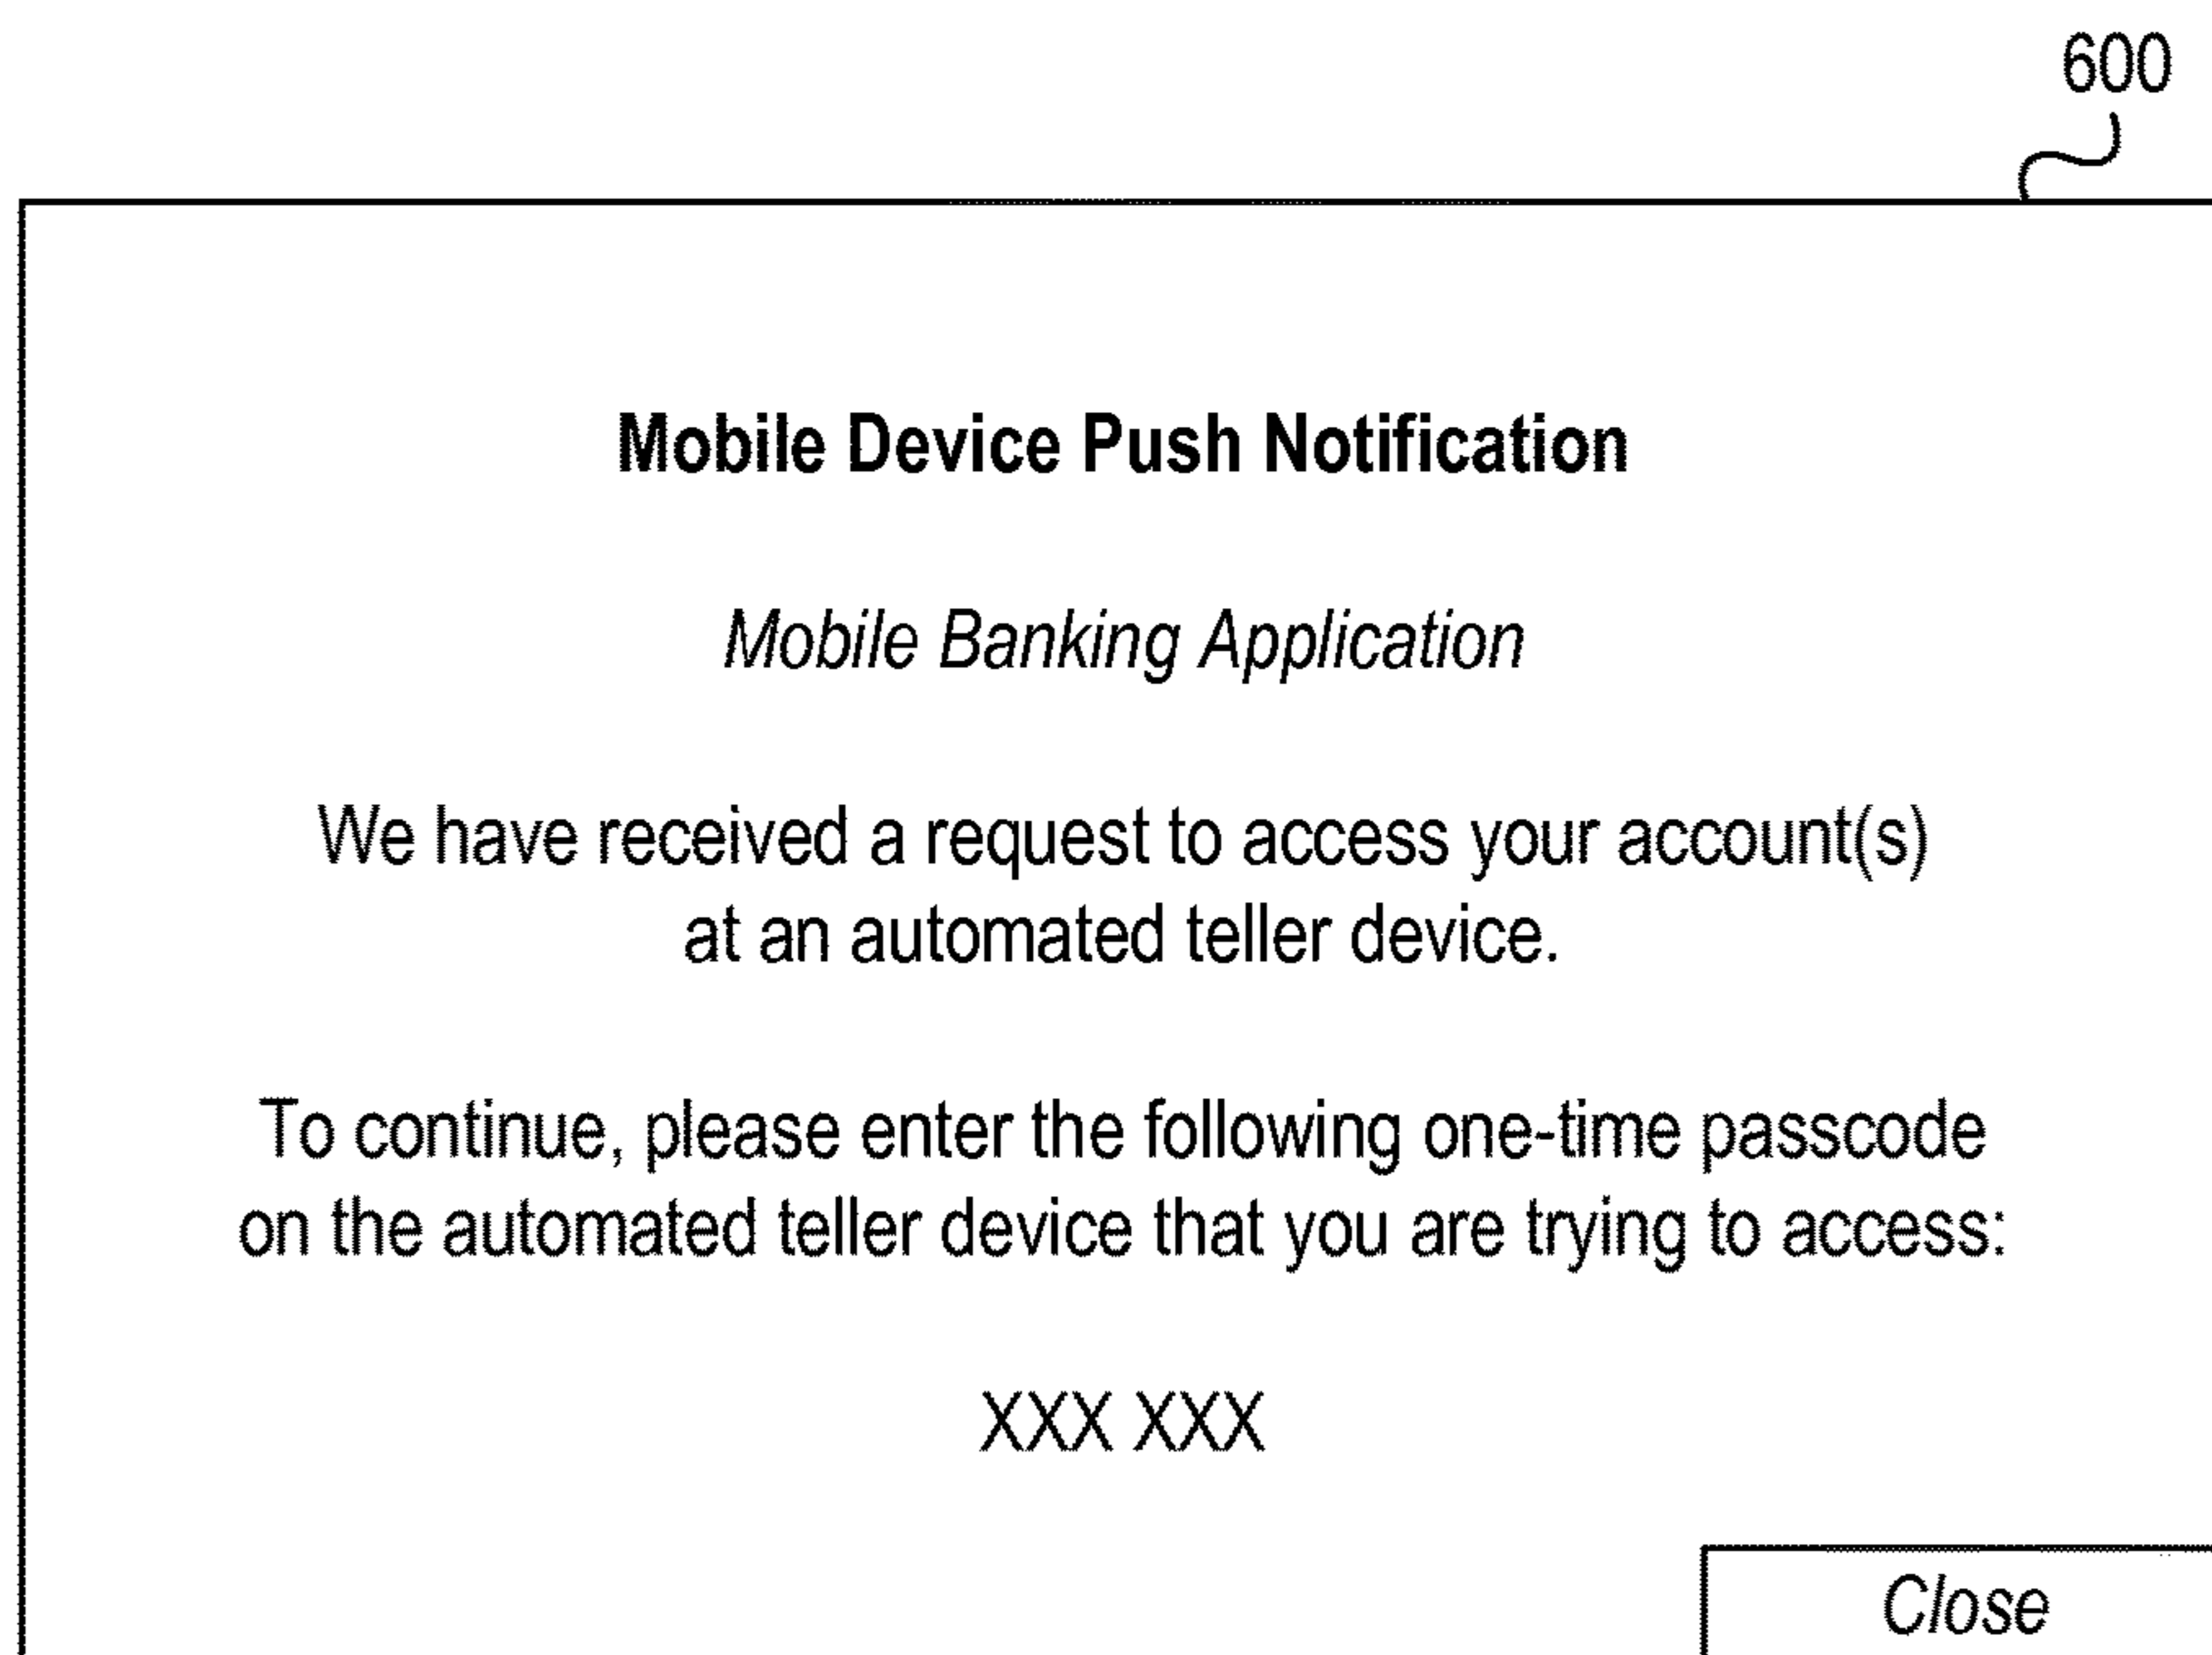 600
Mobile Device Push Notification
Mobile Banking Application
We have received a request to access your account(s)
at an automated teller device.
To continue, please enter the following one-time passcode
on the automated teller device that you are trying to access:
XXX XXX
Close